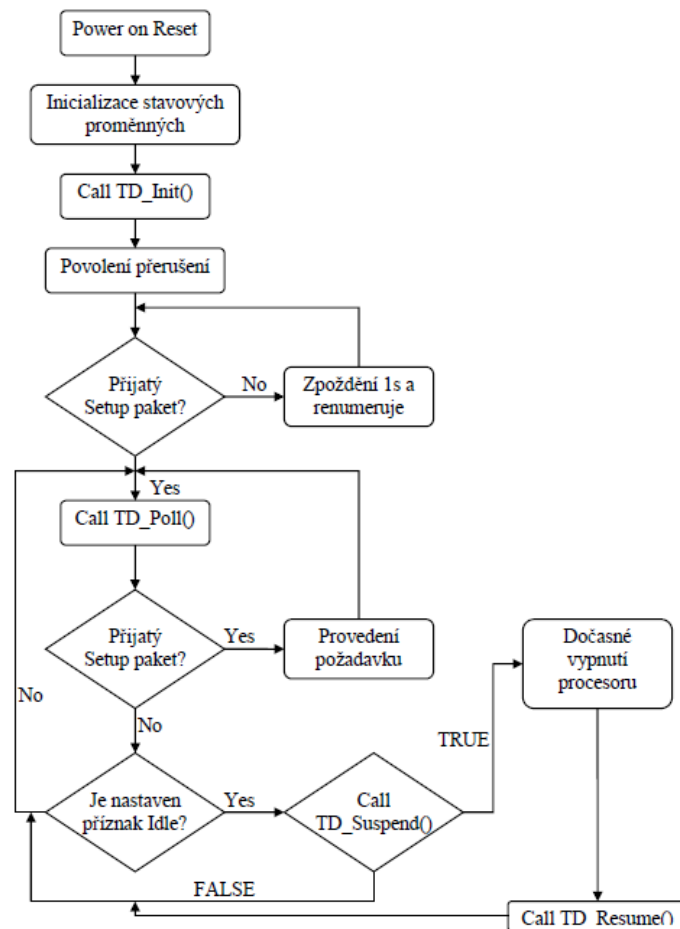 Power on Reset
Inicializace stavových
proměnných
Call TD_Init()
Povolení přerušení
Přijatý
Setup paket?
No
Zpoždění 1s a
renumeruje
Yes
Call TD_Poll()
Přijatý
Setup paket?
Yes
Provedení
požadavku
Dočasné
vypnutí
procesoru
No
No
TRUE
Je nastaven
příznak Idle?
Yes
Call
TD_Suspend()
FALSE
Call TD_Resume()